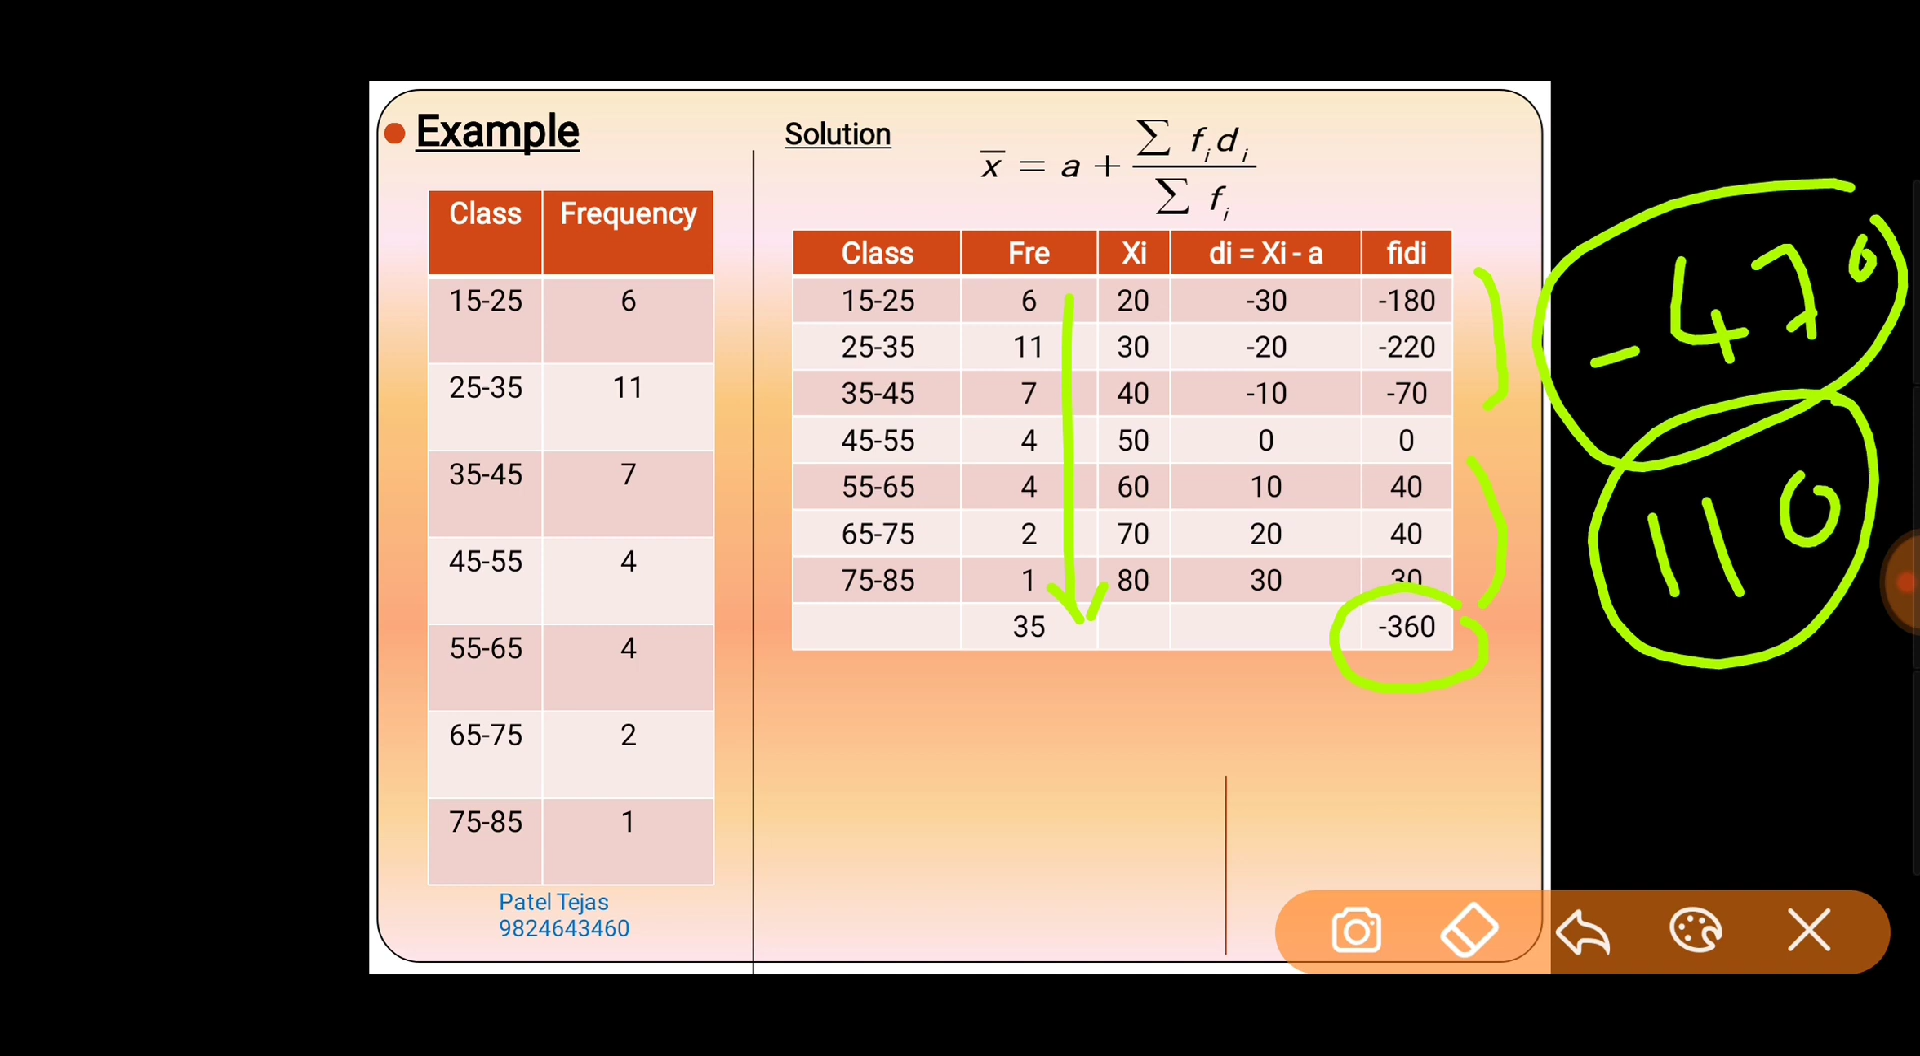 Example
Class Frequency
15-25 6
25-35 11
35-45 7
45-55 4
55-65 4
65-75 2
75-85 1
Patel Tejas
9824643460
Solution
x̄ = a + ∑ fᵢdᵢ / ∑ fᵢ
Class Fre Xi di = Xi - a fidi
15-25 6 20 -30 -180
25-35 11 30 -20 -220
35-45 7 40 -10 -70
45-55 4 50 0 0
55-65 4 60 10 40
65-75 2 70 20 40
75-85 1 80 30 30
35 -360
-470
110